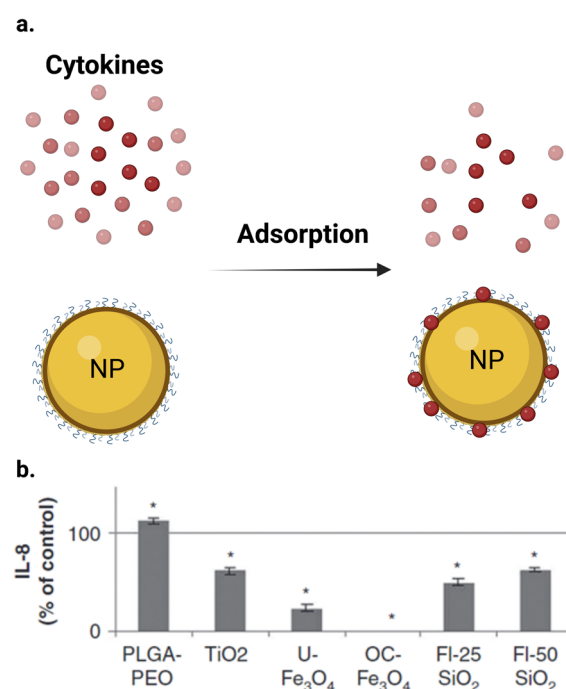 a.
Cytokines
Adsorption
NP
NP
b.
IL-8
(% of control)
100
0
*
*
*
*
*
*
PLGA-
PEO
TiO2
U-
Fe₃O₄
OC-
Fe₃O₄
Fl-25
SiO₂
Fl-50
SiO₂